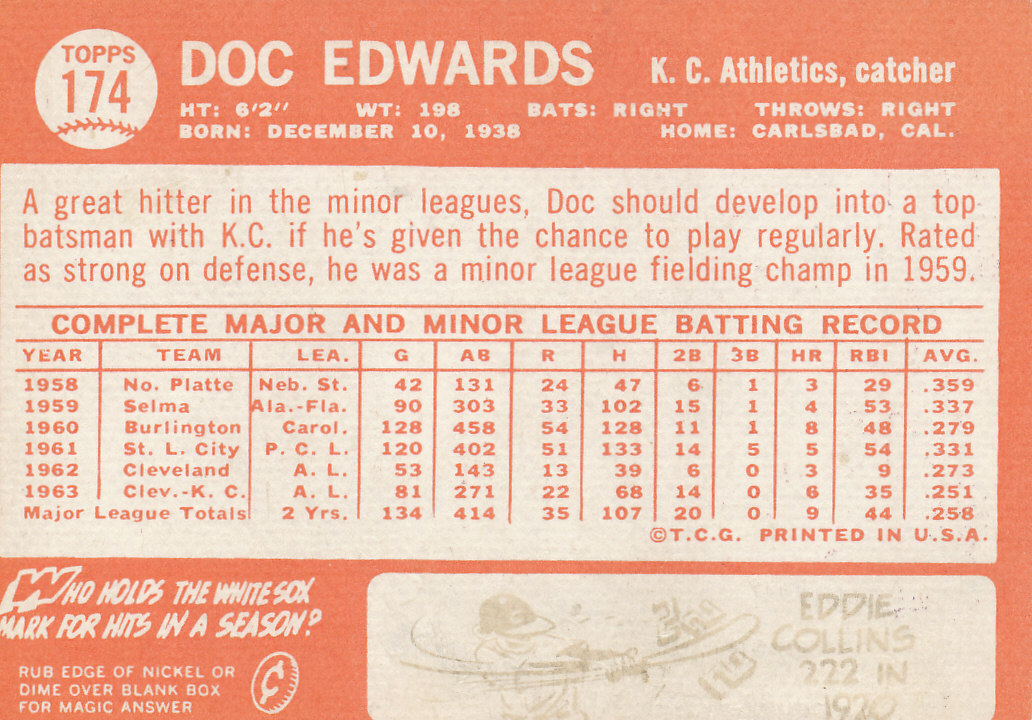 TOPPS
174
DOC EDWARDS
K. C. Athletics, catcher
HT: 6'2" WT: 198 BATS: RIGHT THROWS: RIGHT
BORN: DECEMBER 10, 1938 HOME: CARLSBAD, CAL.
A great hitter in the minor leagues, Doc should develop into a top
batsman with K.C. if he's given the chance to play regularly. Rated
as strong on defense, he was a minor league fielding champ in 1959.
COMPLETE MAJOR AND MINOR LEAGUE BATTING RECORD
YEAR TEAM LEA. G AB R H 2B 3B HR RBI AVG.
1958 No. Platte Neb. St. 42 131 24 47 6 1 3 29 .359
1959 Selma Ala.-Fla. 90 303 33 102 15 1 4 53 .337
1960 Burlington Carol. 128 458 54 128 11 1 8 48 .279
1961 St. L. City P. C. L. 120 402 51 133 14 5 5 54 .331
1962 Cleveland A. L. 53 143 13 39 6 0 3 9 .273
1963 Clev.-K. C. A. L. 81 271 22 68 14 0 6 35 .251
Major League Totals 2 Yrs. 134 414 35 107 20 0 9 44 .258
©T.C.G. PRINTED IN U.S.A.
WHO HOLDS THE WHITE SOX
MARK FOR HITS IN A SEASON?
RUB EDGE OF NICKEL OR
DIME OVER BLANK BOX
FOR MAGIC ANSWER
¢
EDDIE
COLLINS
222 IN
1920